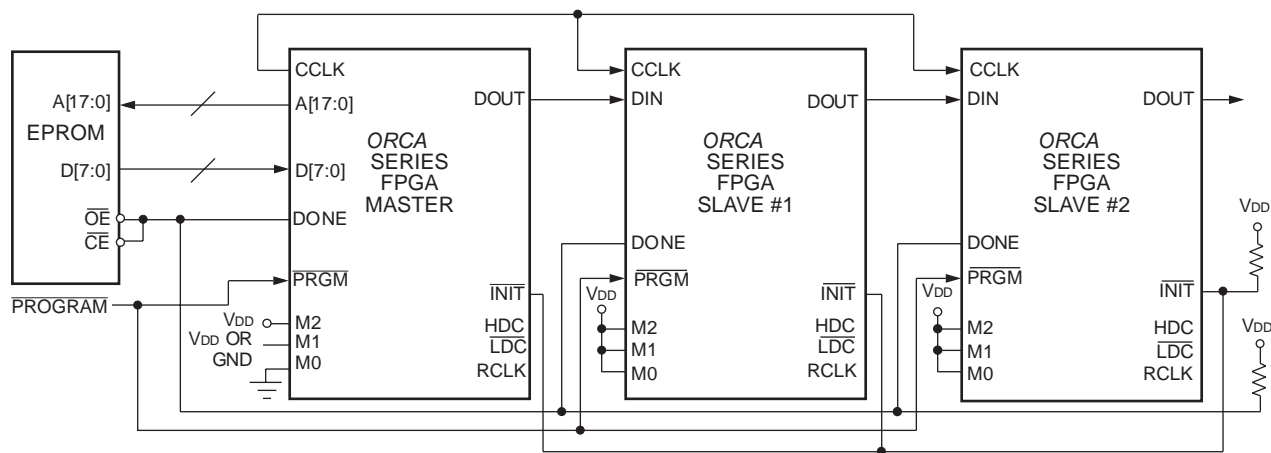 A[17:0]
EPROM
D[7:0]
OE
CE
PROGRAM
CCLK
A[17:0]
DOUT
D[7:0]
ORCA
SERIES
FPGA
MASTER
DONE
PRGM
INIT
VDD
M2
VDD OR
GND
M1
M0
HDC
LDC
RCLK
CCLK
DIN
DOUT
ORCA
SERIES
FPGA
SLAVE #1
DONE
PRGM
INIT
VDD
M2
M1
M0
HDC
LDC
RCLK
CCLK
DIN
DOUT
ORCA
SERIES
FPGA
SLAVE #2
DONE
PRGM
INIT
VDD
M2
M1
M0
HDC
LDC
RCLK
VDD
VDD